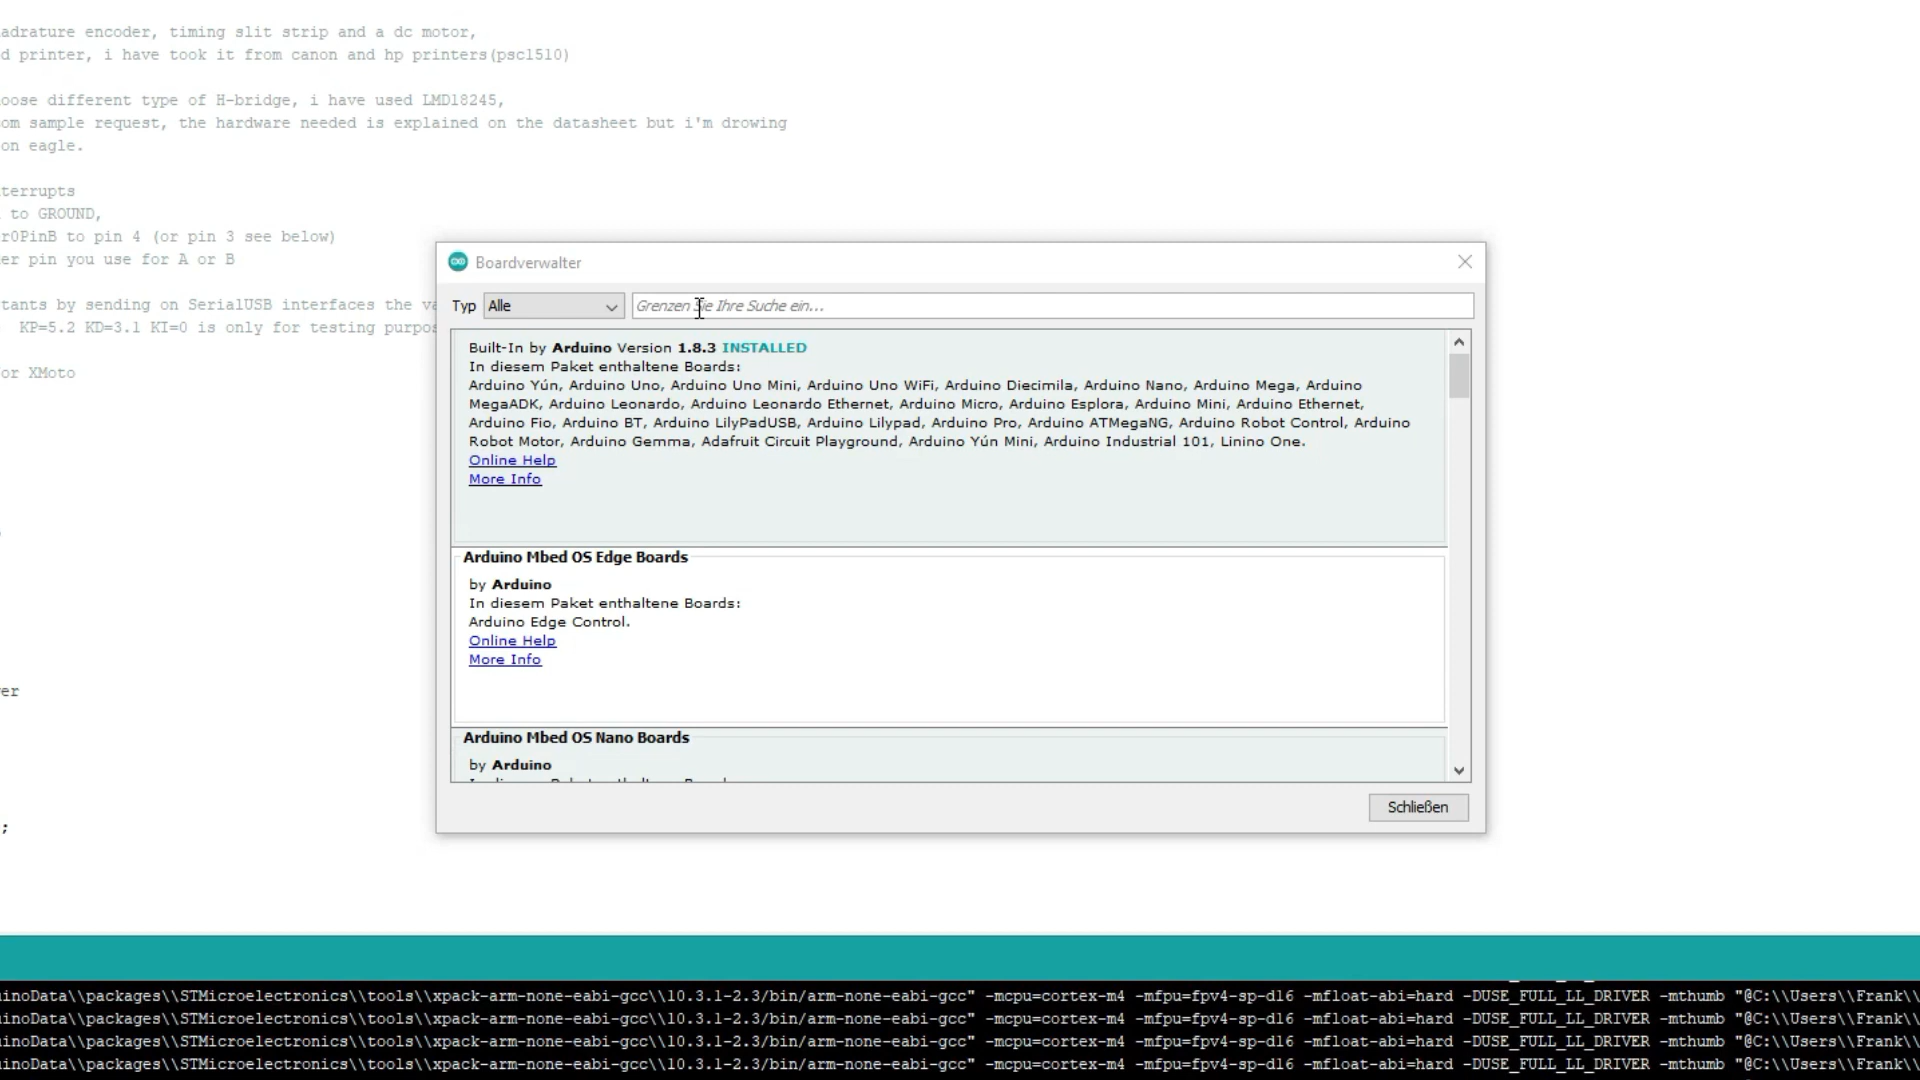 adrature encoder, timing slit strip and a dc motor,
d printer, i have took it from canon and hp printers(psc1510)
oose different type of H-bridge, i have used LMD18245,
om sample request, the hardware needed is explained on the datasheet but i'm drowing
on eagle.
terrupts
to GROUND,
r0PinB to pin 4 (or pin 3 see below)
er pin you use for A or B
tants by sending on SerialUSB interfaces the va
KP=5.2 KD=3.1 KI=0 is only for testing purpos
or XMoto
er
;
Boardverwalter
Typ Alle Grenzen Sie Ihre Suche ein...
Built-In by Arduino Version 1.8.3 INSTALLED
In diesem Paket enthaltene Boards:
Arduino Yún, Arduino Uno, Arduino Uno Mini, Arduino Uno WiFi, Arduino Diecimila, Arduino Nano, Arduino Mega, Arduino
MegaADK, Arduino Leonardo, Arduino Leonardo Ethernet, Arduino Micro, Arduino Esplora, Arduino Mini, Arduino Ethernet,
Arduino Fio, Arduino BT, Arduino LilyPadUSB, Arduino Lilypad, Arduino Pro, Arduino ATMegaNG, Arduino Robot Control, Arduino
Robot Motor, Arduino Gemma, Adafruit Circuit Playground, Arduino Yún Mini, Arduino Industrial 101, Linino One.
Online Help
More Info
Arduino Mbed OS Edge Boards
by Arduino
In diesem Paket enthaltene Boards:
Arduino Edge Control.
Online Help
More Info
Arduino Mbed OS Nano Boards
by Arduino
Schließen
inoData\\packages\\STMicroelectronics\\tools\\xpack-arm-none-eabi-gcc\\10.3.1-2.3/bin/arm-none-eabi-gcc" -mcpu=cortex-m4 -mfpu=fpv4-sp-d16 -mfloat-abi=hard -DUSE_FULL_LL_DRIVER -mthumb "@C:\\Users\\Frank\\
inoData\\packages\\STMicroelectronics\\tools\\xpack-arm-none-eabi-gcc\\10.3.1-2.3/bin/arm-none-eabi-gcc" -mcpu=cortex-m4 -mfpu=fpv4-sp-d16 -mfloat-abi=hard -DUSE_FULL_LL_DRIVER -mthumb "@C:\\Users\\Frank\\
inoData\\packages\\STMicroelectronics\\tools\\xpack-arm-none-eabi-gcc\\10.3.1-2.3/bin/arm-none-eabi-gcc" -mcpu=cortex-m4 -mfpu=fpv4-sp-d16 -mfloat-abi=hard -DUSE_FULL_LL_DRIVER -mthumb "@C:\\Users\\Frank\\
inoData\\packages\\STMicroelectronics\\tools\\xpack-arm-none-eabi-gcc\\10.3.1-2.3/bin/arm-none-eabi-gcc" -mcpu=cortex-m4 -mfpu=fpv4-sp-d16 -mfloat-abi=hard -DUSE_FULL_LL_DRIVER -mthumb "@C:\\Users\\Frank\\